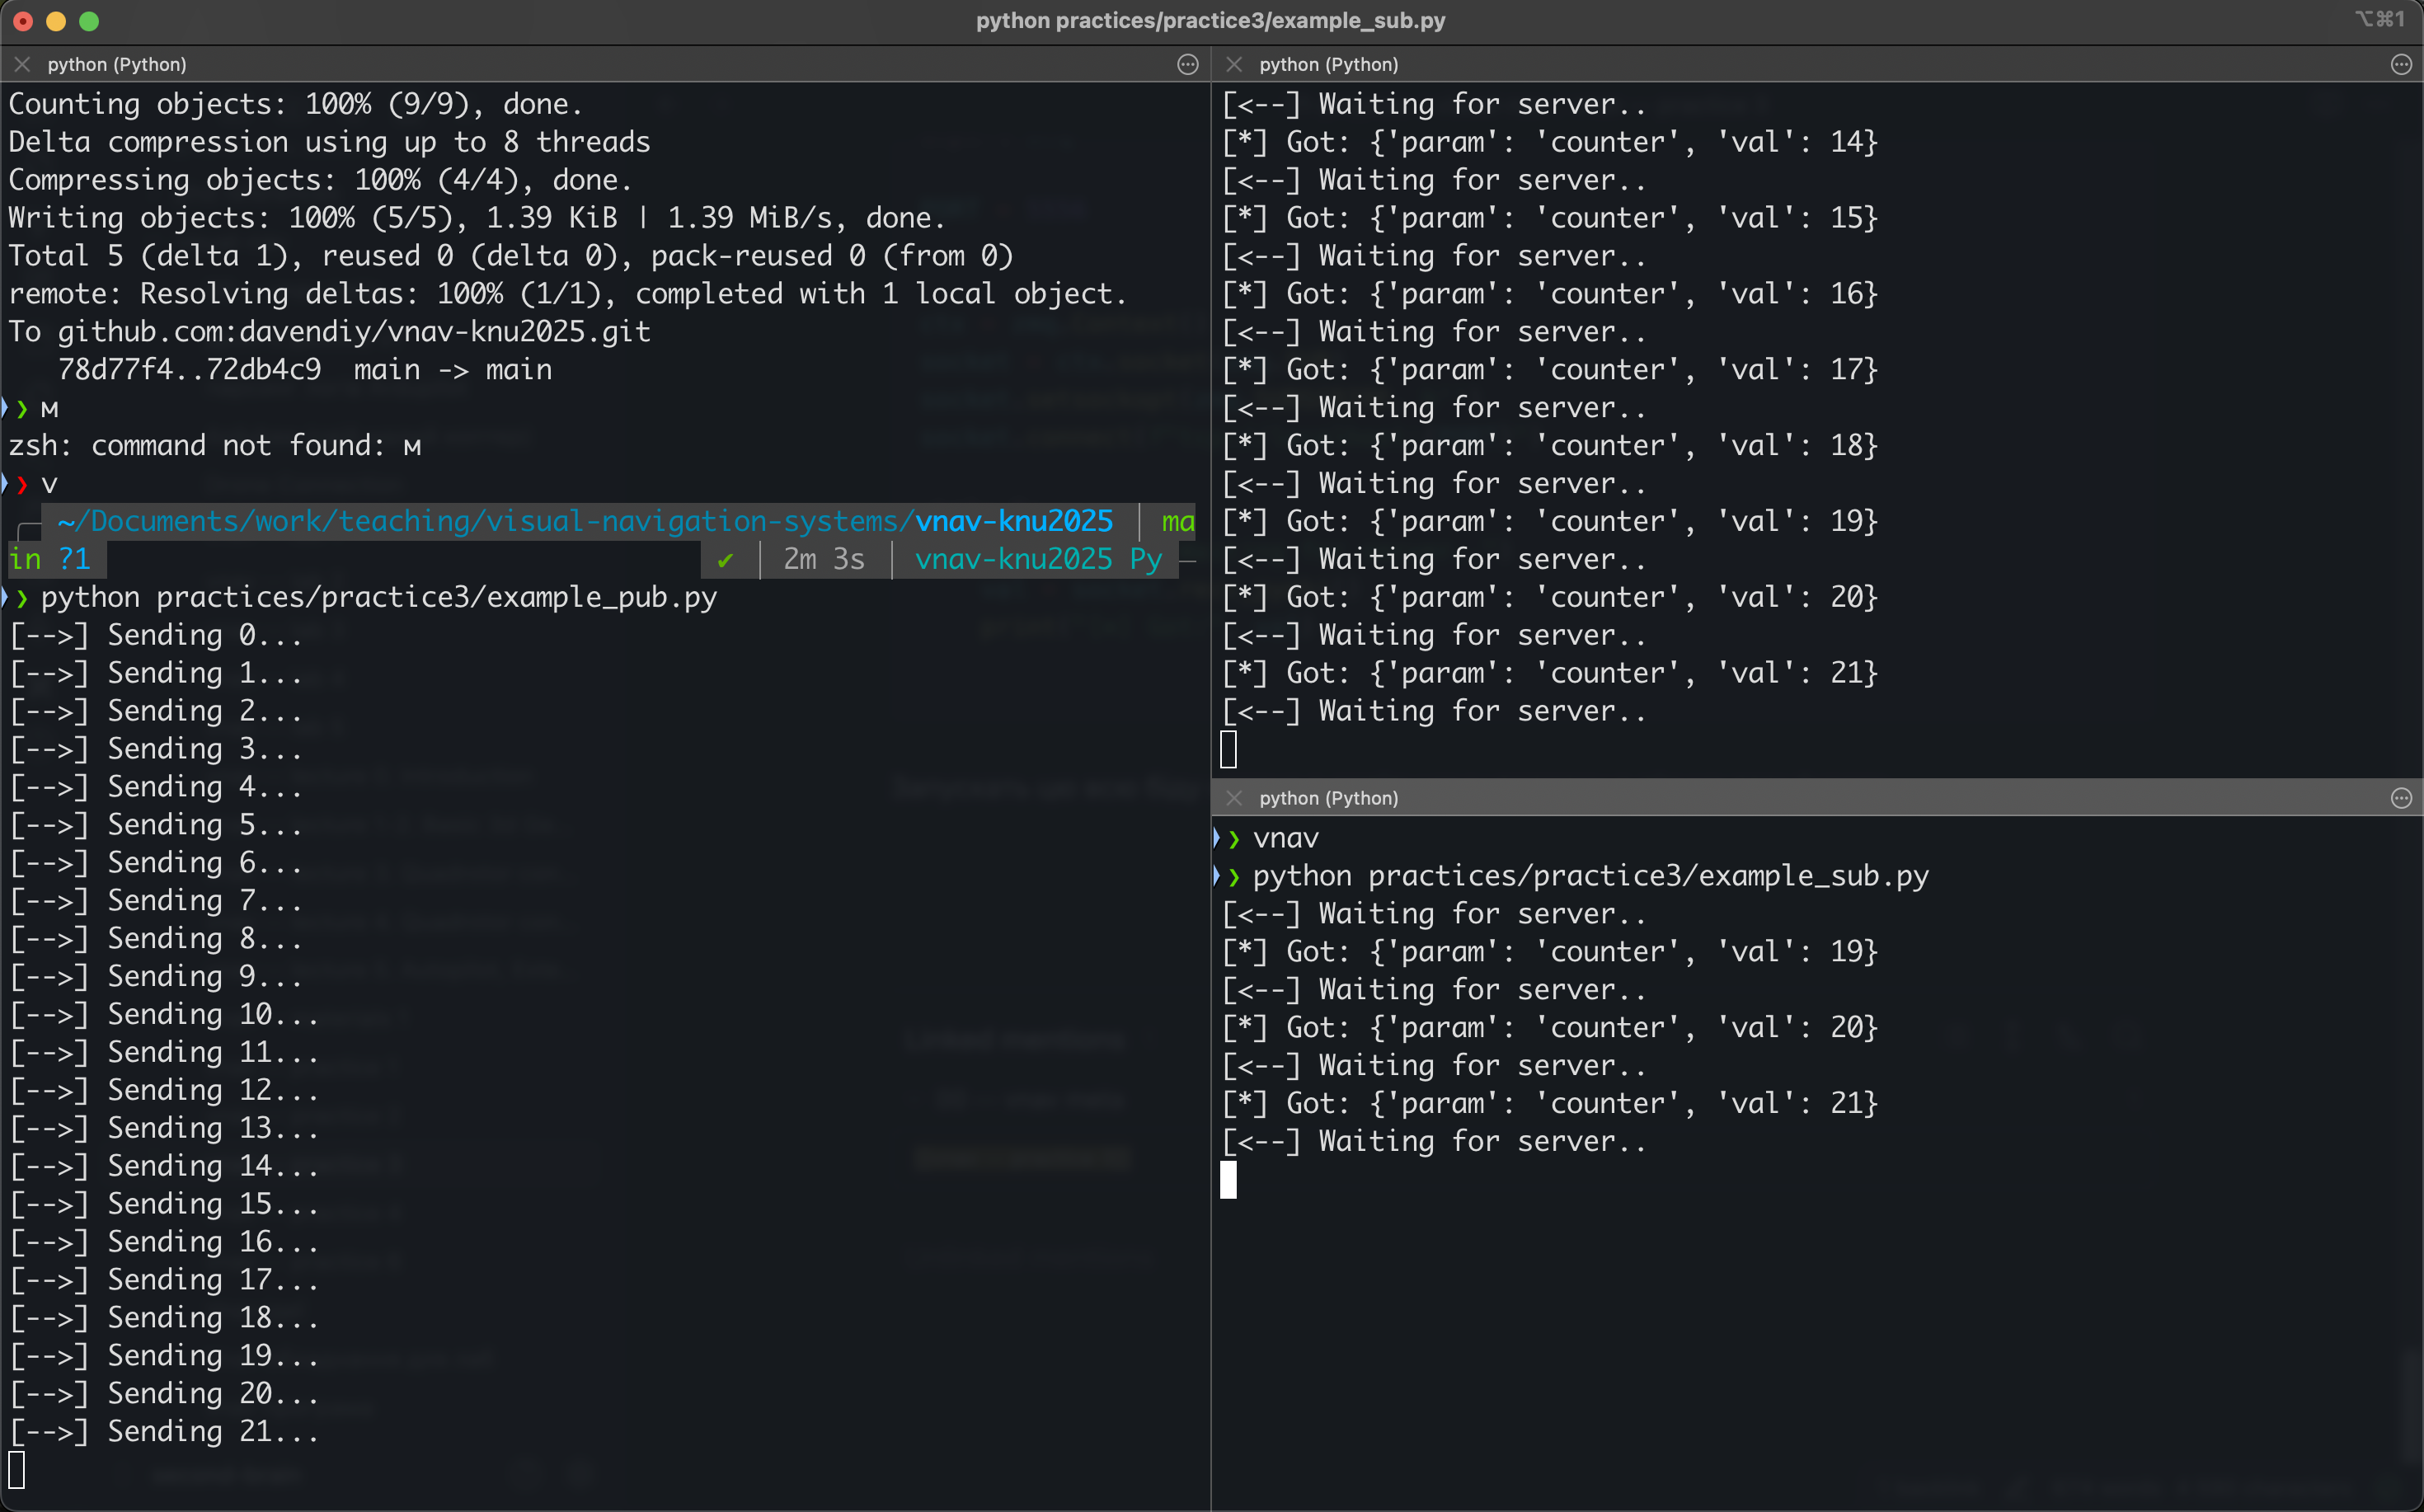 python practices/practice3/example_sub.py
⌥⌘1
python (Python)
Counting objects: 100% (9/9), done.
Delta compression using up to 8 threads
Compressing objects: 100% (4/4), done.
Writing objects: 100% (5/5), 1.39 KiB | 1.39 MiB/s, done.
Total 5 (delta 1), reused 0 (delta 0), pack-reused 0 (from 0)
remote: Resolving deltas: 100% (1/1), completed with 1 local object.
To github.com:davendiy/vnav-knu2025.git
78d77f4..72db4c9  main -> main
❯ м
zsh: command not found: м
❯ v
~/Documents/work/teaching/visual-navigation-systems/vnav-knu2025 │ ma
in ?1 ✔ │ 2m 3s │ vnav-knu2025 Py
❯ python practices/practice3/example_pub.py
[-->] Sending 0...
[-->] Sending 1...
[-->] Sending 2...
[-->] Sending 3...
[-->] Sending 4...
[-->] Sending 5...
[-->] Sending 6...
[-->] Sending 7...
[-->] Sending 8...
[-->] Sending 9...
[-->] Sending 10...
[-->] Sending 11...
[-->] Sending 12...
[-->] Sending 13...
[-->] Sending 14...
[-->] Sending 15...
[-->] Sending 16...
[-->] Sending 17...
[-->] Sending 18...
[-->] Sending 19...
[-->] Sending 20...
[-->] Sending 21...
python (Python)
[<--] Waiting for server..
[*] Got: {'param': 'counter', 'val': 14}
[<--] Waiting for server..
[*] Got: {'param': 'counter', 'val': 15}
[<--] Waiting for server..
[*] Got: {'param': 'counter', 'val': 16}
[<--] Waiting for server..
[*] Got: {'param': 'counter', 'val': 17}
[<--] Waiting for server..
[*] Got: {'param': 'counter', 'val': 18}
[<--] Waiting for server..
[*] Got: {'param': 'counter', 'val': 19}
[<--] Waiting for server..
[*] Got: {'param': 'counter', 'val': 20}
[<--] Waiting for server..
[*] Got: {'param': 'counter', 'val': 21}
[<--] Waiting for server..
python (Python)
❯ vnav
❯ python practices/practice3/example_sub.py
[<--] Waiting for server..
[*] Got: {'param': 'counter', 'val': 19}
[<--] Waiting for server..
[*] Got: {'param': 'counter', 'val': 20}
[<--] Waiting for server..
[*] Got: {'param': 'counter', 'val': 21}
[<--] Waiting for server..